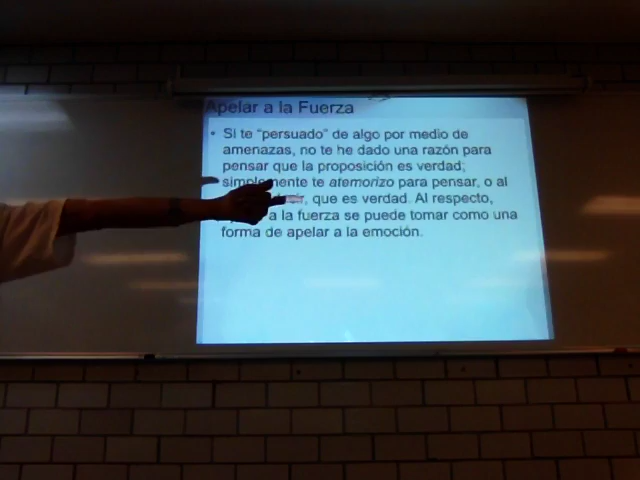 Apelar a la Fuerza
• Si te “persuado” de algo por medio de
amenazas, no te he dado una razón para
pensar que la proposición es verdad;
simplemente te atemorizo para pensar, o al
, que es verdad. Al respecto,
a la fuerza se puede tomar como una
forma de apelar a la emoción.